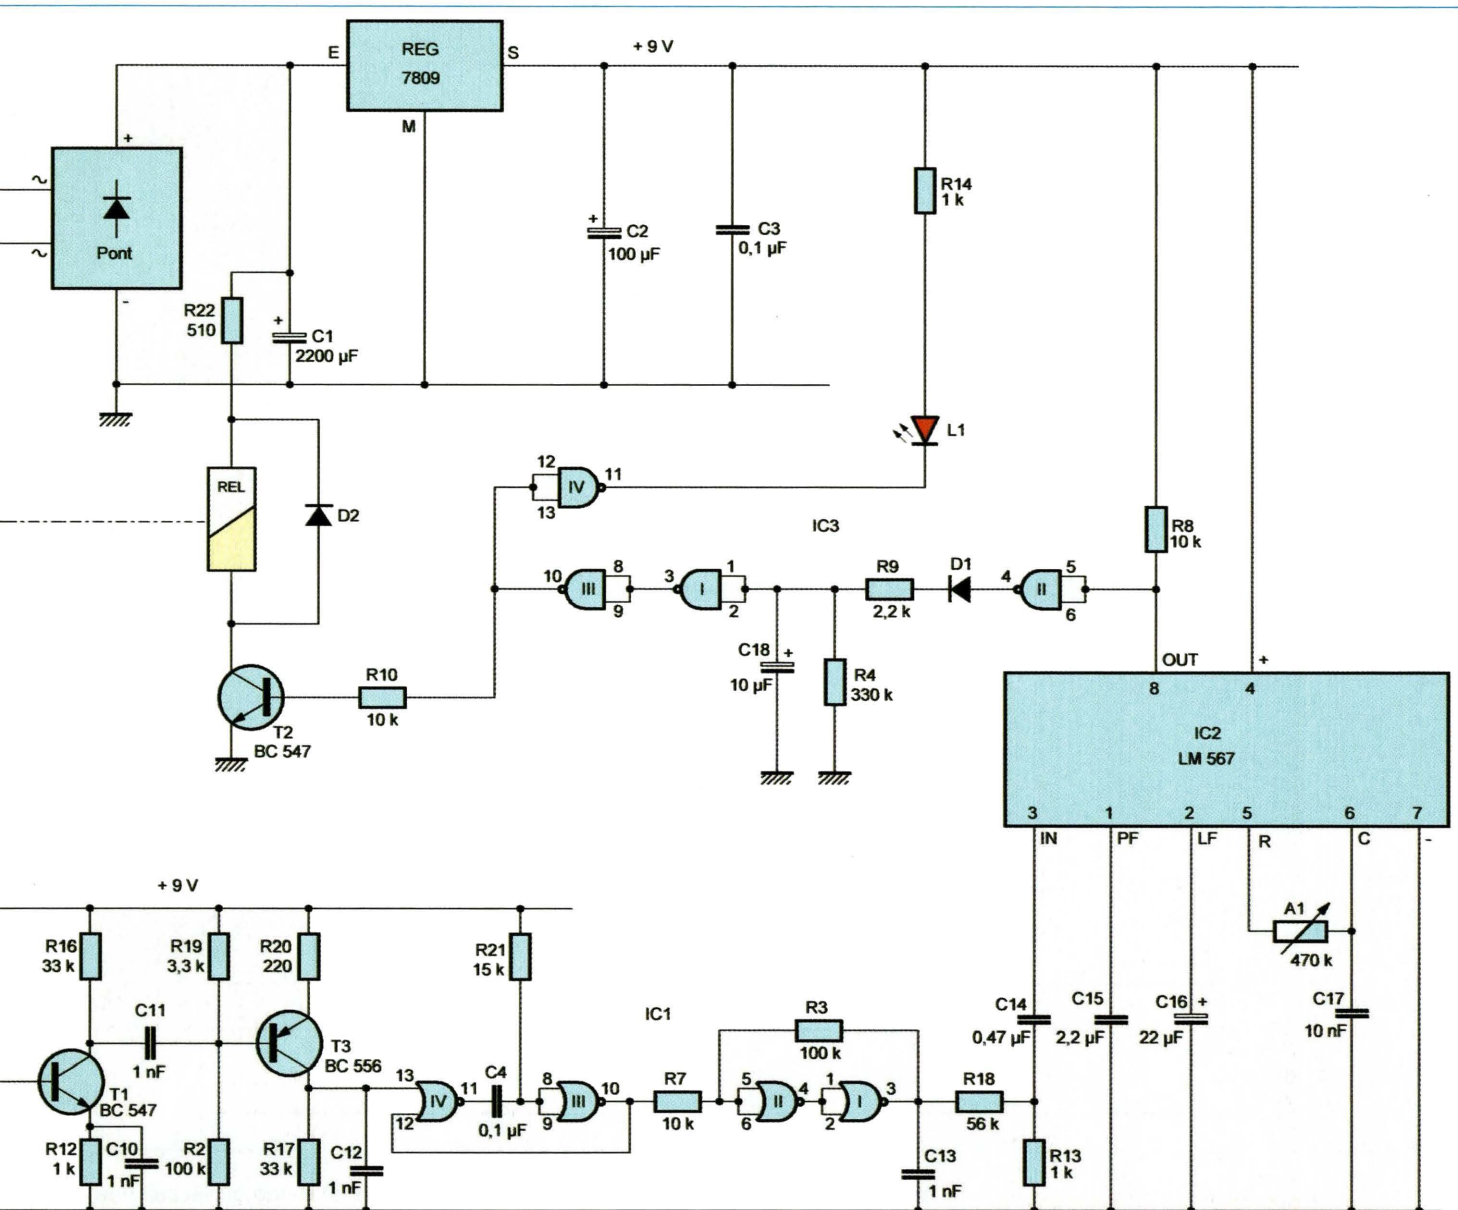 REG
7809
E
S
+ 9 V
M
+
~
~
Pont
-
R22
510
+
C1
2200 µF
+
C2
100 µF
C3
0,1 µF
R14
1 k
L1
REL
D2
12
13
IV
11
IC3
10
III
8
9
3
I
1
2
R9
2,2 k
D1
4
II
5
6
R8
10 k
C18
+
10 µF
R4
330 k
R10
10 k
T2
BC 547
OUT
+
8
4
IC2
LM 567
3
1
2
5
6
7
IN
PF
LF
R
C
-
A1
470 k
C14
0,47 µF
C15
2,2 µF
C16
+
22 µF
C17
10 nF
+ 9 V
R16
33 k
R19
3,3 k
R20
220
R21
15 k
C11
1 nF
T1
BC 547
T3
BC 556
IC1
13
12
IV
11
C4
0,1 µF
8
9
III
10
R7
10 k
R3
100 k
5
6
II
4
1
2
I
3
R18
56 k
R12
1 k
C10
1 nF
R2
100 k
R17
33 k
C12
1 nF
C13
1 nF
R13
1 k